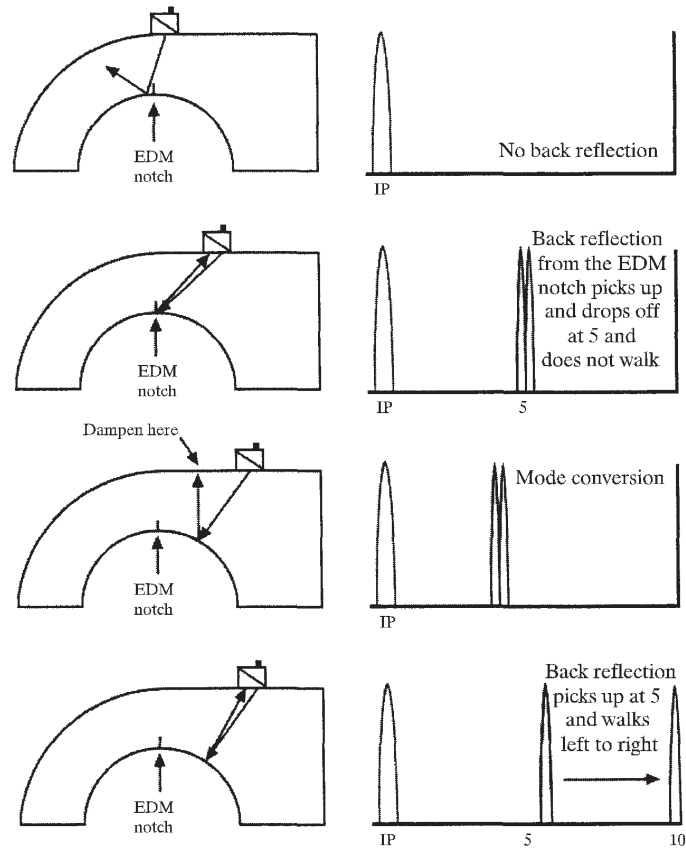 EDM
notch
No back reflection
IP
EDM
notch
Back reflection
from the EDM
notch picks up
and drops off
at 5 and
does not walk
IP
5
Dampen here
EDM
notch
Mode conversion
IP
EDM
notch
Back reflection
picks up at 5
and walks
left to right
IP
5
10